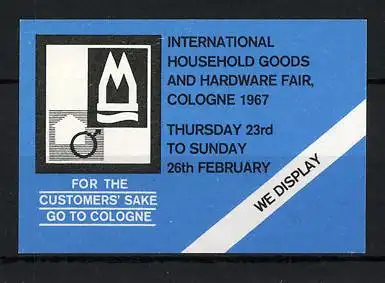 INTERNATIONAL
HOUSEHOLD GOODS
AND HARDWARE FAIR,
COLOGNE 1967
THURSDAY 23rd
TO SUNDAY
26th FEBRUARY
FOR THE
CUSTOMERS' SAKE
GO TO COLOGNE
WE DISPLAY